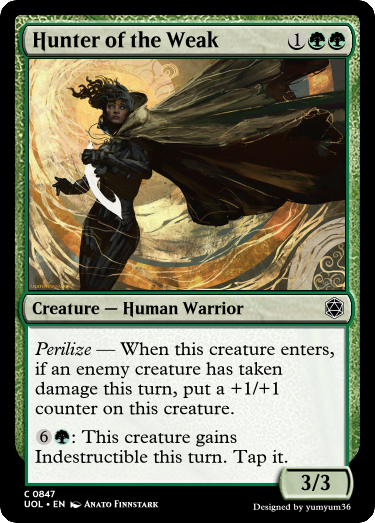 Hunter of the Weak 1
Creature — Human Warrior
Perilize — When this creature enters,
if an enemy creature has taken
damage this turn, put a +1/+1
counter on this creature.
6 : This creature gains
Indestructible this turn. Tap it.
3/3
C 0847
UOL • EN Anato Finnstark
Designed by yumyum36